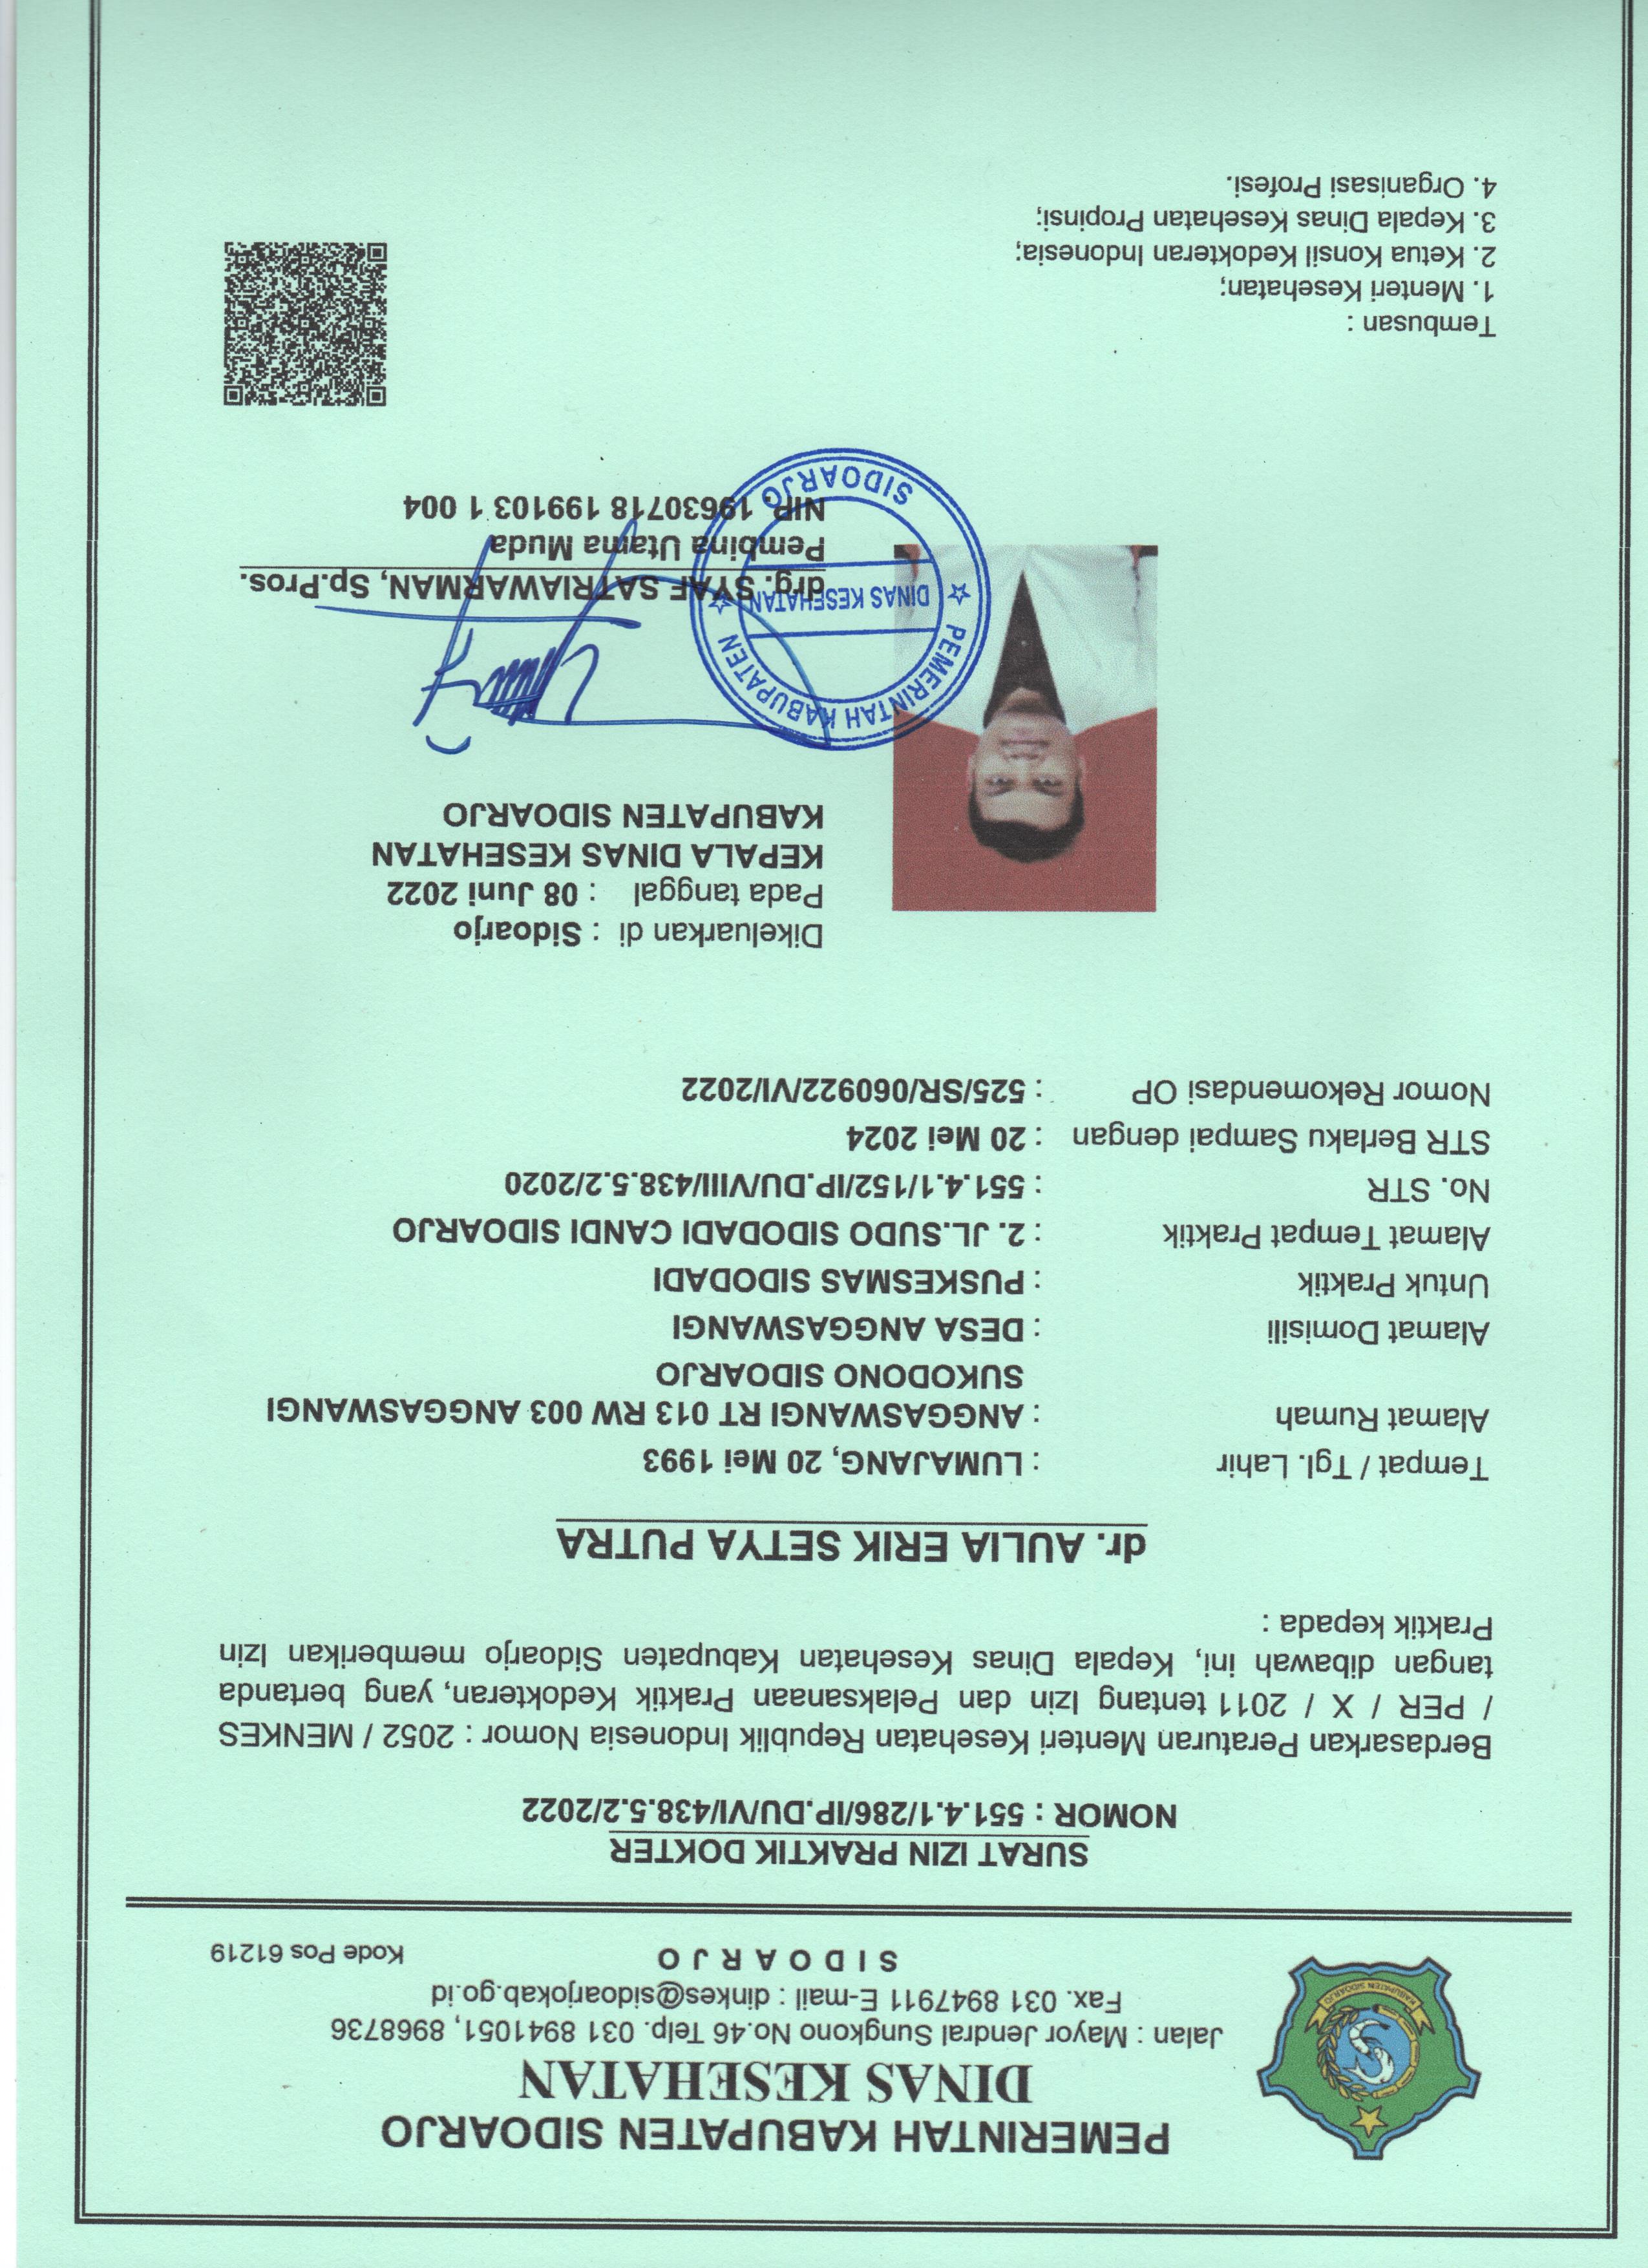 PEMERINTAH KABUPATEN SIDOARJO
DINAS KESEHATAN
Jalan : Mayor Jendral Sungkono No.46 Telp. 031 8941051, 8968736
Fax. 031 8947911 E-mail : dinkes@sidoarjokab.go.id
S I D O A R J O Kode Pos 61219
KABUPATEN SIDOARJO
SURAT IZIN PRAKTIK DOKTER
NOMOR : 551.4.1/286/IP.DU/VI/438.5.2/2022
Berdasarkan Peraturan Menteri Kesehatan Republik Indonesia Nomor : 2052 / MENKES
/ PER / X / 2011 tentang Izin dan Pelaksanaan Praktik Kedokteran, yang bertanda
tangan dibawah ini, Kepala Dinas Kesehatan Kabupaten Sidoarjo memberikan Izin
Praktik kepada :
dr. AULIA ERIK SETYA PUTRA
Tempat / Tgl. Lahir : LUMAJANG, 20 Mei 1993
Alamat Rumah : ANGGASWANGI RT 013 RW 003 ANGGASWANGI
SUKODONO SIDOARJO
Alamat Domisili : DESA ANGGASWANGI
Untuk Praktik : PUSKESMAS SIDODADI
Alamat Tempat Praktik : 2. JL.SUDO SIDODADI CANDI SIDOARJO
No. STR : 551.4.1/152/IP.DU/VIII/438.5.2/2020
STR Berlaku Sampai dengan : 20 Mei 2024
Nomor Rekomendasi OP : 525/SR/060922/VI/2022
Dikeluarkan di : Sidoarjo
Pada tanggal : 08 Juni 2022
KEPALA DINAS KESEHATAN
KABUPATEN SIDOARJO
PEMERINTAH KABUPATEN
DINAS KESEHATAN
SIDOARJO
drg. SYAF SATRIAWARMAN, Sp.Pros.
Pembina Utama Muda
NIP. 19630718 199103 1 004
Tembusan :
1. Menteri Kesehatan;
2. Ketua Konsil Kedokteran Indonesia;
3. Kepala Dinas Kesehatan Propinsi;
4. Organisasi Profesi.